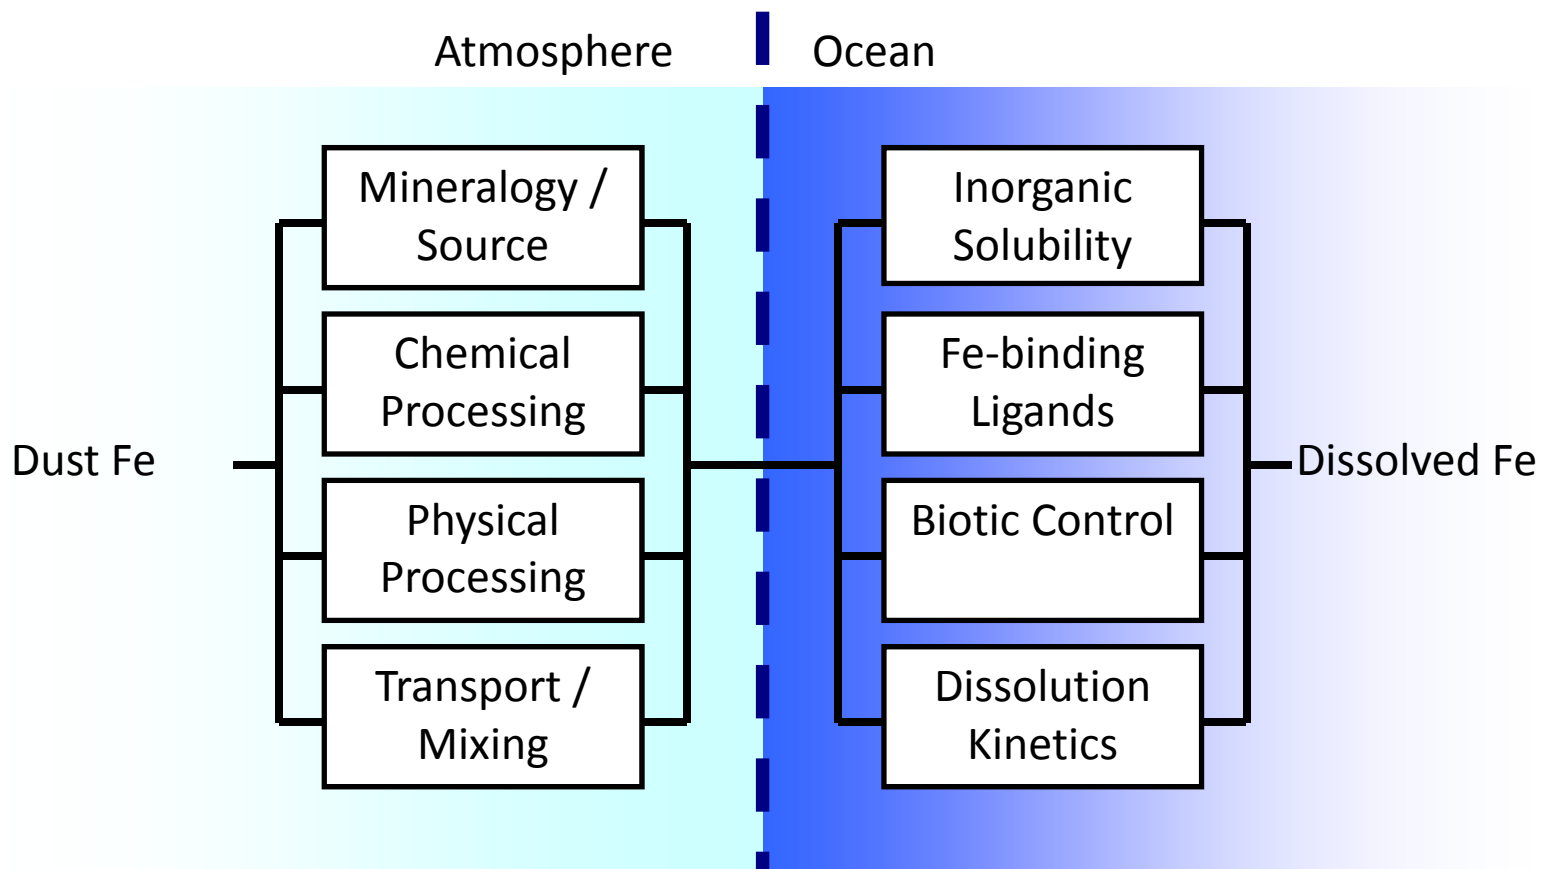 Atmosphere
Ocean
Dust Fe
Mineralogy /
Source
Chemical
Processing
Physical
Processing
Transport /
Mixing
Inorganic
Solubility
Fe-binding
Ligands
Biotic Control
Dissolution
Kinetics
Dissolved Fe